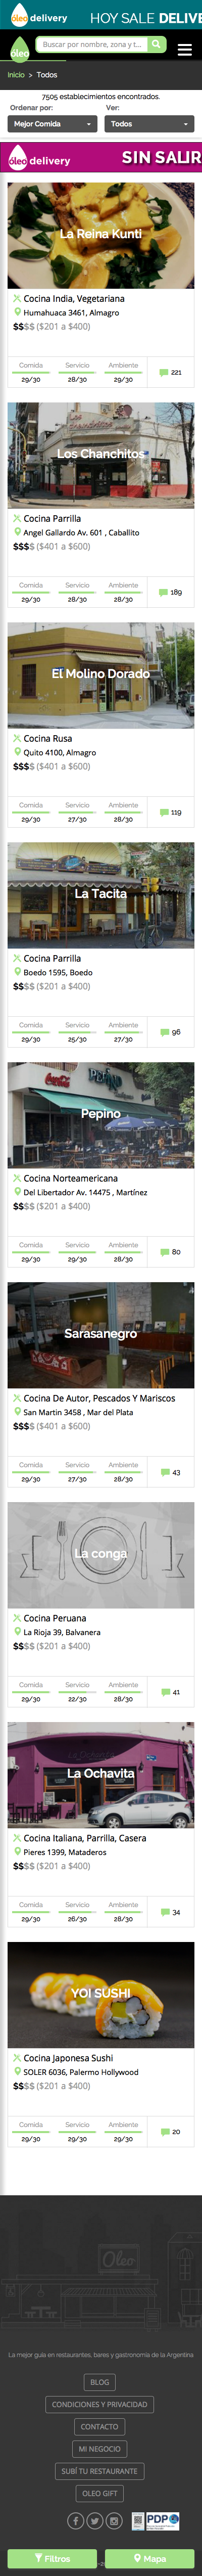 óleo delivery
HOY SALE DELIVE
óleo
Buscar por nombre, zona y t...
Inicio > Todos
7505 establecimientos encontrados.
Ordenar por:
Ver:
Mejor Comida
Todos
óleo delivery
SIN SALIR
La Reina Kunti
Cocina India, Vegetariana
Humahuaca 3461, Almagro
$$$$ ($201 a $400)
Comida Servicio Ambiente
29/30 28/30 29/30
221
Los Chanchitos
Cocina Parrilla
Angel Gallardo Av. 601 , Caballito
$$$$ ($401 a $600)
Comida Servicio Ambiente
29/30 28/30 28/30
189
El Molino Dorado
Cocina Rusa
Quito 4100, Almagro
$$$$ ($401 a $600)
Comida Servicio Ambiente
29/30 27/30 28/30
119
La Tacita
Cocina Parrilla
Boedo 1595, Boedo
$$$$ ($201 a $400)
Comida Servicio Ambiente
29/30 25/30 27/30
96
Pepino
Coca-Cola
Cocina Norteamericana
Del Libertador Av. 14475 , Martínez
$$$$ ($201 a $400)
Comida Servicio Ambiente
29/30 29/30 28/30
80
Sarasanegro
Cocina De Autor, Pescados Y Mariscos
San Martin 3458 , Mar del Plata
$$$$ ($401 a $600)
Comida Servicio Ambiente
29/30 27/30 28/30
43
La conga
Cocina Peruana
La Rioja 39, Balvanera
$$$$ ($201 a $400)
Comida Servicio Ambiente
29/30 22/30 28/30
41
La Ochavita
Cocina Italiana, Parrilla, Casera
Pieres 1399, Mataderos
$$$$ ($201 a $400)
Comida Servicio Ambiente
29/30 26/30 28/30
34
YOI SUSHI
Cocina Japonesa Sushi
SOLER 6036, Palermo Hollywood
$$$$ ($201 a $400)
Comida Servicio Ambiente
29/30 29/30 29/30
20
Oleo
La mejor guía en restaurantes, bares y gastronomía de la Argentina
BLOG
CONDICIONES Y PRIVACIDAD
CONTACTO
MI NEGOCIO
SUBÍ TU RESTAURANTE
OLEO GIFT
PDP
Filtros
Mapa